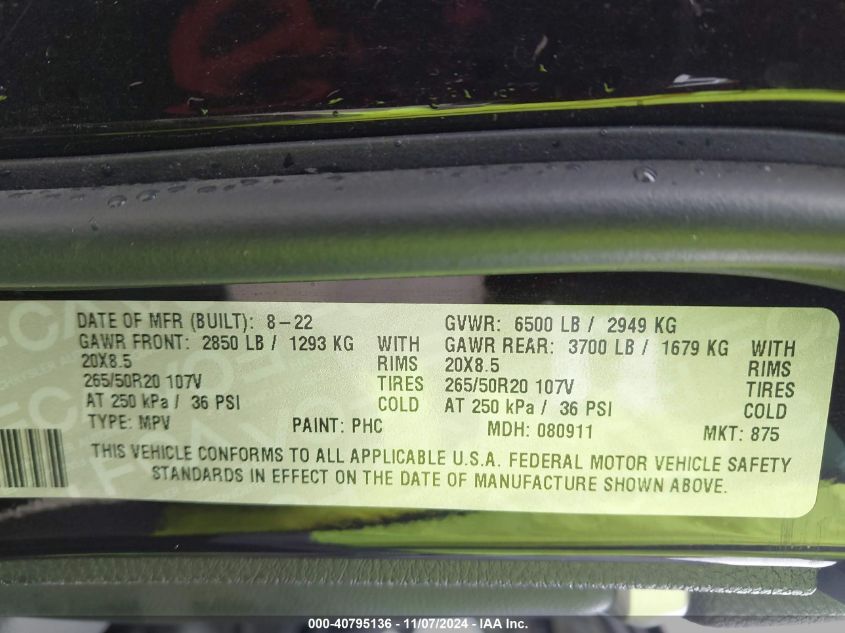 DATE OF MFR (BUILT): 8-22 GVWR: 6500 LB / 2949 KG
GAWR FRONT: 2850 LB / 1293 KG WITH GAWR REAR: 3700 LB / 1679 KG WITH
20X8.5 RIMS 20X8.5 RIMS
265/50R20 107V TIRES 265/50R20 107V TIRES
AT 250 kPa / 36 PSI COLD AT 250 kPa / 36 PSI COLD
TYPE: MPV PAINT: PHC MDH: 080911 MKT: 875
THIS VEHICLE CONFORMS TO ALL APPLICABLE U.S.A. FEDERAL MOTOR VEHICLE SAFETY
STANDARDS IN EFFECT ON THE DATE OF MANUFACTURE SHOWN ABOVE.
000-40795136 - 11/07/2024 - IAA Inc.